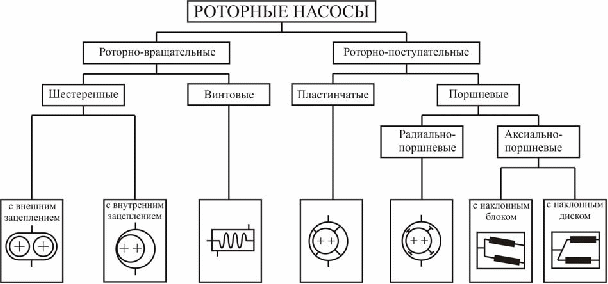 РОТОРНЫЕ НАСОСЫ
Роторно-вращательные
Роторно-поступательные
Шестеренные
Винтовые
Пластинчатые
Поршневые
Радиально-
поршневые
Аксиально-
поршневые
с внешним
зацеплением
с внутренним
зацеплением
с наклонным
блоком
с наклонным
диском